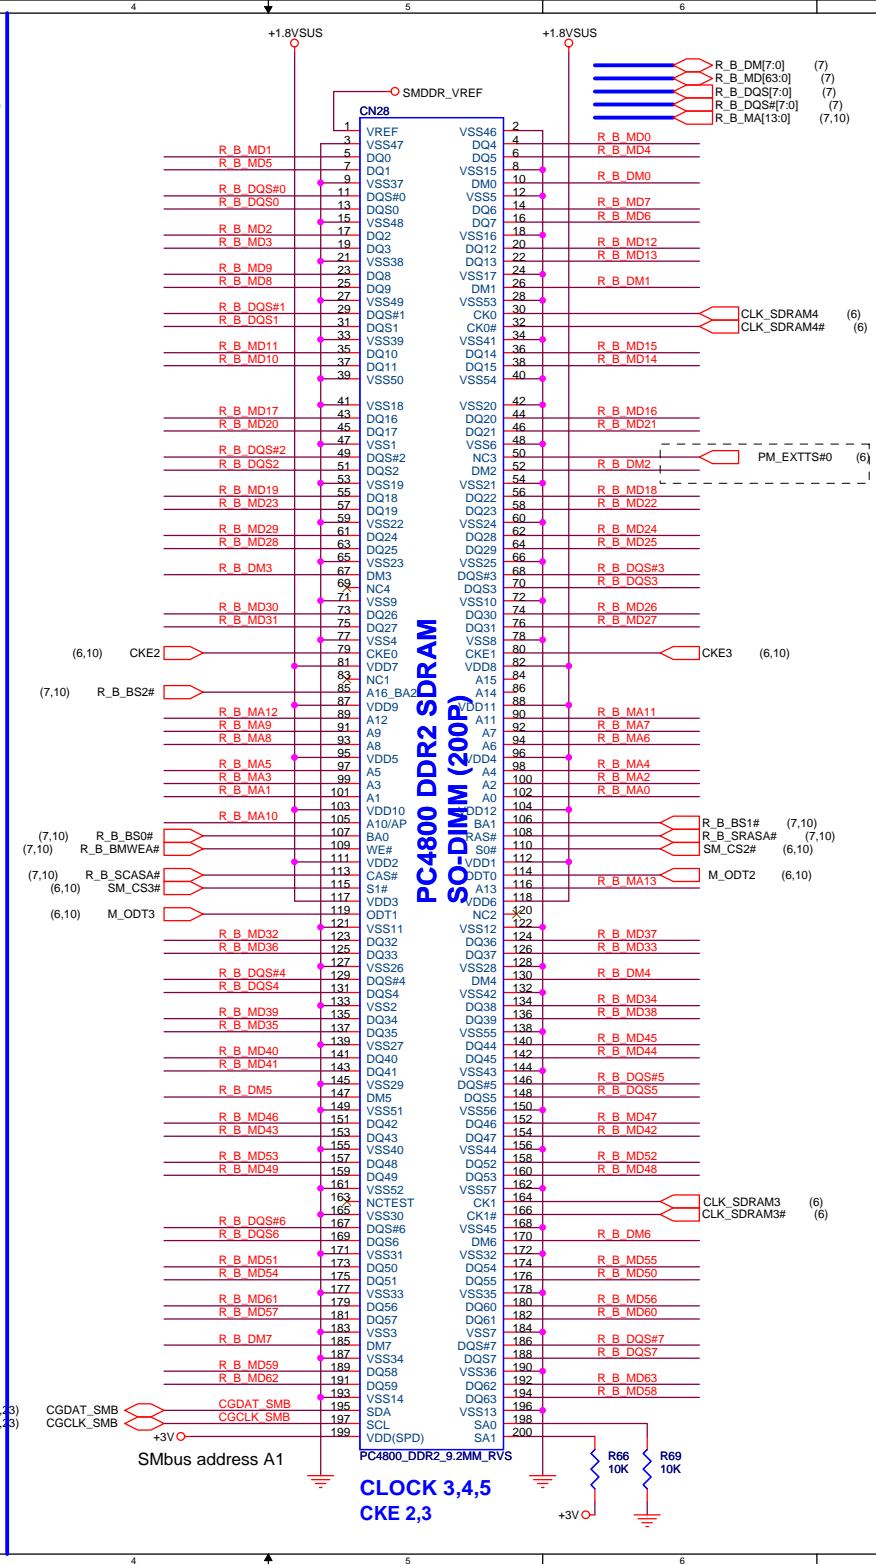 4 5 6
+1.8VSUS +1.8VSUS
R_B_DM[7:0] (7)
R_B_MD[63:0] (7)
R_B_DQS[7:0] (7)
R_B_DQS#[7:0] (7)
R_B_MA[13:0] (7,10)
SMDDR_VREF
CN28
1 VREF VSS46 2
3 VSS47 DQ4 4 R_B_MD0
R_B_MD1 5 DQ0 DQ5 6 R_B_MD4
R_B_MD5 7 DQ1 VSS15 8
9 VSS37 DM0 10 R_B_DM0
R_B_DQS#0 11 DQS#0 VSS5 12
R_B_DQS0 13 DQS0 DQ6 14 R_B_MD7
15 VSS48 DQ7 16 R_B_MD6
R_B_MD2 17 DQ2 VSS16 18
R_B_MD3 19 DQ3 DQ12 20 R_B_MD12
21 VSS38 DQ13 22 R_B_MD13
R_B_MD9 23 DQ8 VSS17 24
R_B_MD8 25 DQ9 DM1 26 R_B_DM1
27 VSS49 VSS53 28
R_B_DQS#1 29 DQS#1 CK0 30 CLK_SDRAM4 (6)
R_B_DQS1 31 DQS1 CK0# 32 CLK_SDRAM4# (6)
33 VSS39 VSS41 34
R_B_MD11 35 DQ10 DQ14 36 R_B_MD15
R_B_MD10 37 DQ11 DQ15 38 R_B_MD14
39 VSS50 VSS54 40
41 VSS18 VSS20 42
R_B_MD17 43 DQ16 DQ20 44 R_B_MD16
R_B_MD20 45 DQ17 DQ21 46 R_B_MD21
47 VSS1 VSS6 48
R_B_DQS#2 49 DQS#2 NC3 50 PM_EXTTS#0 (6)
R_B_DQS2 51 DQS2 DM2 52 R_B_DM2
53 VSS19 VSS21 54
R_B_MD19 55 DQ18 DQ22 56 R_B_MD18
R_B_MD23 57 DQ19 DQ23 58 R_B_MD22
59 VSS22 VSS24 60
R_B_MD29 61 DQ24 DQ28 62 R_B_MD24
R_B_MD28 63 DQ25 DQ29 64 R_B_MD25
65 VSS23 VSS25 66
R_B_DM3 67 DM3 DQS#3 68 R_B_DQS#3
69 NC4 DQS3 70 R_B_DQS3
71 VSS9 VSS10 72
R_B_MD30 73 DQ26 DQ30 74 R_B_MD26
R_B_MD31 75 DQ27 DQ31 76 R_B_MD27
77 VSS4 VSS8 78
(6,10) CKE2 79 CKE0 CKE1 80 CKE3 (6,10)
81 VDD7 VDD8 82
83 NC1 A15 84
(7,10) R_B_BS2# 85 A16_BA2 A14 86
87 VDD9 VDD11 88
R_B_MA12 89 A12 A11 90 R_B_MA11
R_B_MA9 91 A9 A7 92 R_B_MA7
R_B_MA8 93 A8 A6 94 R_B_MA6
95 VDD5 VDD4 96
R_B_MA5 97 A5 A4 98 R_B_MA4
R_B_MA3 99 A3 A2 100 R_B_MA2
R_B_MA1 101 A1 A0 102 R_B_MA0
103 VDD10 VDD12 104
R_B_MA10 105 A10/AP BA1 106 R_B_BS1# (7,10)
(7,10) R_B_BS0# 107 BA0 RAS# 108 R_B_SRASA# (7,10)
(7,10) R_B_BMWEA# 109 WE# S0# 110 SM_CS2# (6,10)
111 VDD2 VDD1 112
(7,10) R_B_SCASA# 113 CAS# ODT0 114 M_ODT2 (6,10)
(6,10) SM_CS3# 115 S1# A13 116 R_B_MA13
117 VDD3 VDD6 118
(6,10) M_ODT3 119 ODT1 NC2 120
121 VSS11 VSS12 122
R_B_MD32 123 DQ32 DQ36 124 R_B_MD37
R_B_MD36 125 DQ33 DQ37 126 R_B_MD33
127 VSS26 VSS28 128
R_B_DQS#4 129 DQS#4 DM4 130 R_B_DM4
R_B_DQS4 131 DQS4 VSS42 132
133 VSS2 DQ38 134 R_B_MD34
R_B_MD39 135 DQ34 DQ39 136 R_B_MD38
R_B_MD35 137 DQ35 VSS55 138
139 VSS27 DQ44 140 R_B_MD45
R_B_MD40 141 DQ40 DQ45 142 R_B_MD44
R_B_MD41 143 DQ41 VSS43 144
145 VSS29 DQS#5 146 R_B_DQS#5
R_B_DM5 147 DM5 DQS5 148 R_B_DQS5
149 VSS51 VSS56 150
R_B_MD46 151 DQ42 DQ46 152 R_B_MD47
R_B_MD43 153 DQ43 DQ47 154 R_B_MD42
155 VSS40 VSS44 156
R_B_MD53 157 DQ48 DQ52 158 R_B_MD52
R_B_MD49 159 DQ49 DQ53 160 R_B_MD48
161 VSS52 VSS57 162
163 NCTEST CK1 164 CLK_SDRAM3 (6)
165 VSS30 CK1# 166 CLK_SDRAM3# (6)
R_B_DQS#6 167 DQS#6 VSS45 168
R_B_DQS6 169 DQS6 DM6 170 R_B_DM6
171 VSS31 VSS32 172
R_B_MD51 173 DQ50 DQ54 174 R_B_MD55
R_B_MD54 175 DQ51 DQ55 176 R_B_MD50
177 VSS33 VSS35 178
R_B_MD61 179 DQ56 DQ60 180 R_B_MD56
R_B_MD57 181 DQ57 DQ61 182 R_B_MD60
183 VSS3 VSS7 184
R_B_DM7 185 DM7 DQS#7 186 R_B_DQS#7
187 VSS34 DQS7 188 R_B_DQS7
R_B_MD59 189 DQ58 VSS36 190
R_B_MD62 191 DQ59 DQ62 192 R_B_MD63
193 VSS14 DQ63 194 R_B_MD58
,23) CGDAT_SMB CGDAT_SMB 195 SDA VSS13 196
,23) CGCLK_SMB CGCLK_SMB 197 SCL SA0 198
+3V 199 VDD(SPD) SA1 200
PC4800 DDR2 SDRAM
SO-DIMM (200P)
SMbus address A1
PC4800_DDR2_9.2MM_RVS
R66 R69
10K 10K
CLOCK 3,4,5
CKE 2,3
+3V
4 5 6